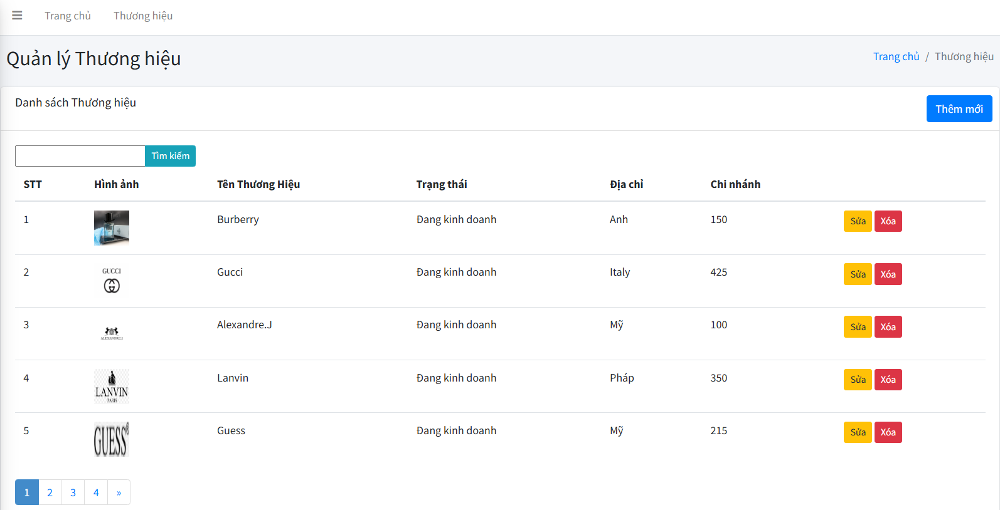 Trang chủ Thương hiệu
Quản lý Thương hiệu
Trang chủ / Thương hiệu
Danh sách Thương hiệu
Thêm mới
Tìm kiếm
STT Hình ảnh Tên Thương Hiệu Trạng thái Địa chỉ Chi nhánh
1 Burberry Đang kinh doanh Anh 150 Sửa Xóa
GUCCI
2 Gucci Đang kinh doanh Italy 425 Sửa Xóa
3 Alexandre.J Đang kinh doanh Mỹ 100 Sửa Xóa
ALEXANDRE.J
4 Lanvin Đang kinh doanh Pháp 350 Sửa Xóa
LANVIN
PARIS
5 Guess Đang kinh doanh Mỹ 215 Sửa Xóa
GUESS®
1 2 3 4 »